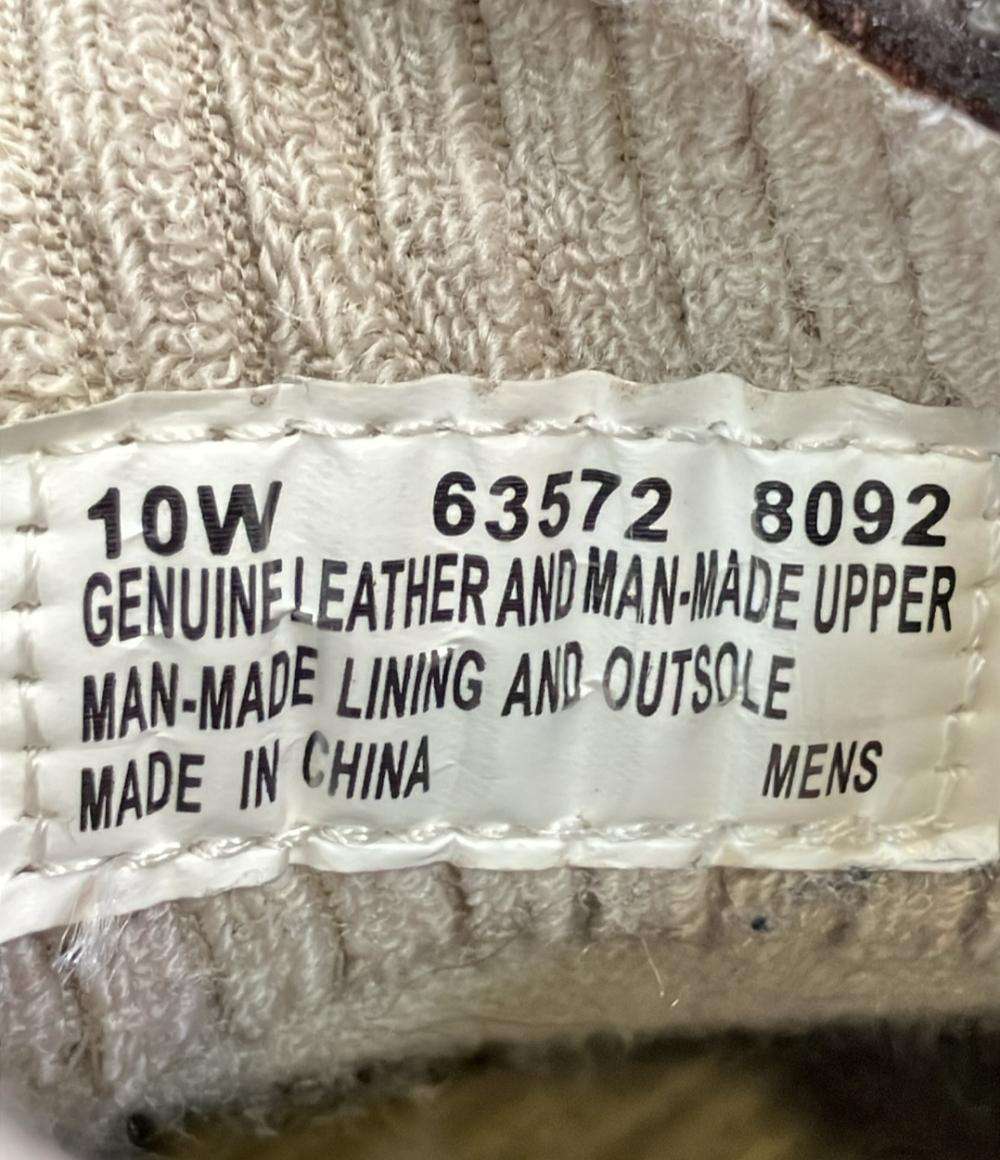 10W 63572 8092
GENUINE LEATHER AND MAN-MADE UPPER
MAN-MADE LINING AND OUTSOLE
MADE IN CHINA MENS